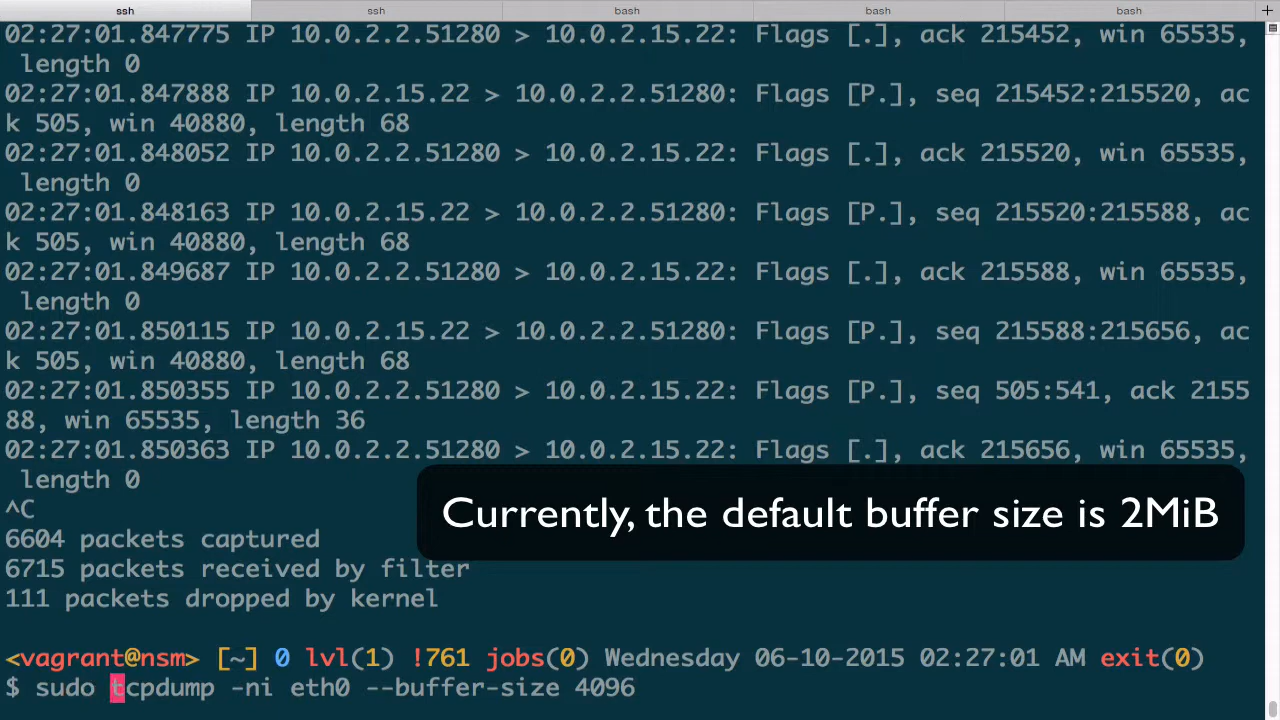 ssh ssh bash bash bash +
02:27:01.847775 IP 10.0.2.2.51280 > 10.0.2.15.22: Flags [.], ack 215452, win 65535,
length 0
02:27:01.847888 IP 10.0.2.15.22 > 10.0.2.2.51280: Flags [P.], seq 215452:215520, ac
k 505, win 40880, length 68
02:27:01.848052 IP 10.0.2.2.51280 > 10.0.2.15.22: Flags [.], ack 215520, win 65535,
length 0
02:27:01.848163 IP 10.0.2.15.22 > 10.0.2.2.51280: Flags [P.], seq 215520:215588, ac
k 505, win 40880, length 68
02:27:01.849687 IP 10.0.2.2.51280 > 10.0.2.15.22: Flags [.], ack 215588, win 65535,
length 0
02:27:01.850115 IP 10.0.2.15.22 > 10.0.2.2.51280: Flags [P.], seq 215588:215656, ac
k 505, win 40880, length 68
02:27:01.850355 IP 10.0.2.2.51280 > 10.0.2.15.22: Flags [P.], seq 505:541, ack 2155
88, win 65535, length 36
02:27:01.850363 IP 10.0.2.2.51280 > 10.0.2.15.22: Flags [.], ack 215656, win 65535,
length 0
^C
Currently, the default buffer size is 2MiB
6604 packets captured
6715 packets received by filter
111 packets dropped by kernel
<vagrant@nsm> [~] 0 lvl(1) !761 jobs(0) Wednesday 06-10-2015 02:27:01 AM exit(0)
$ sudo tcpdump -ni eth0 --buffer-size 4096